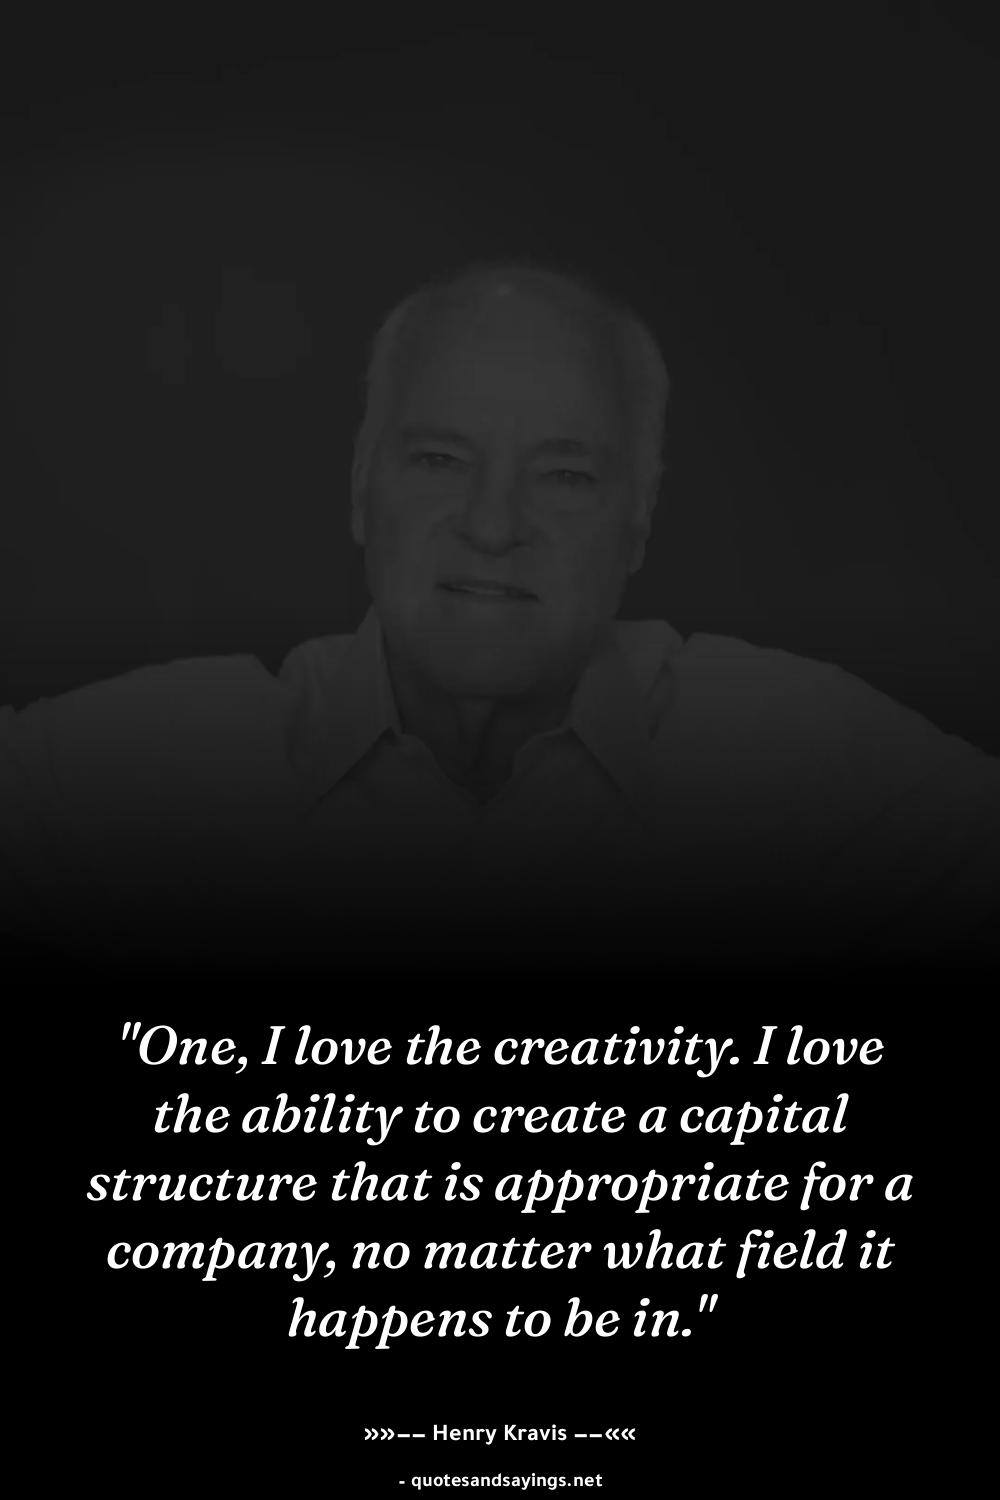 "One, I love the creativity. I love
the ability to create a capital
structure that is appropriate for a
company, no matter what field it
happens to be in."
»»–– Henry Kravis ––««
- quotesandsayings.net